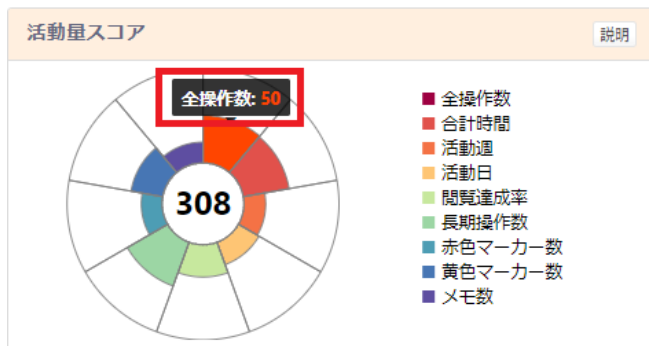 活動量スコア
説明
全操作数: 50
308
全操作数
合計時間
活動週
活動日
閲覧達成率
長期操作数
赤色マーカー数
黄色マーカー数
メモ数